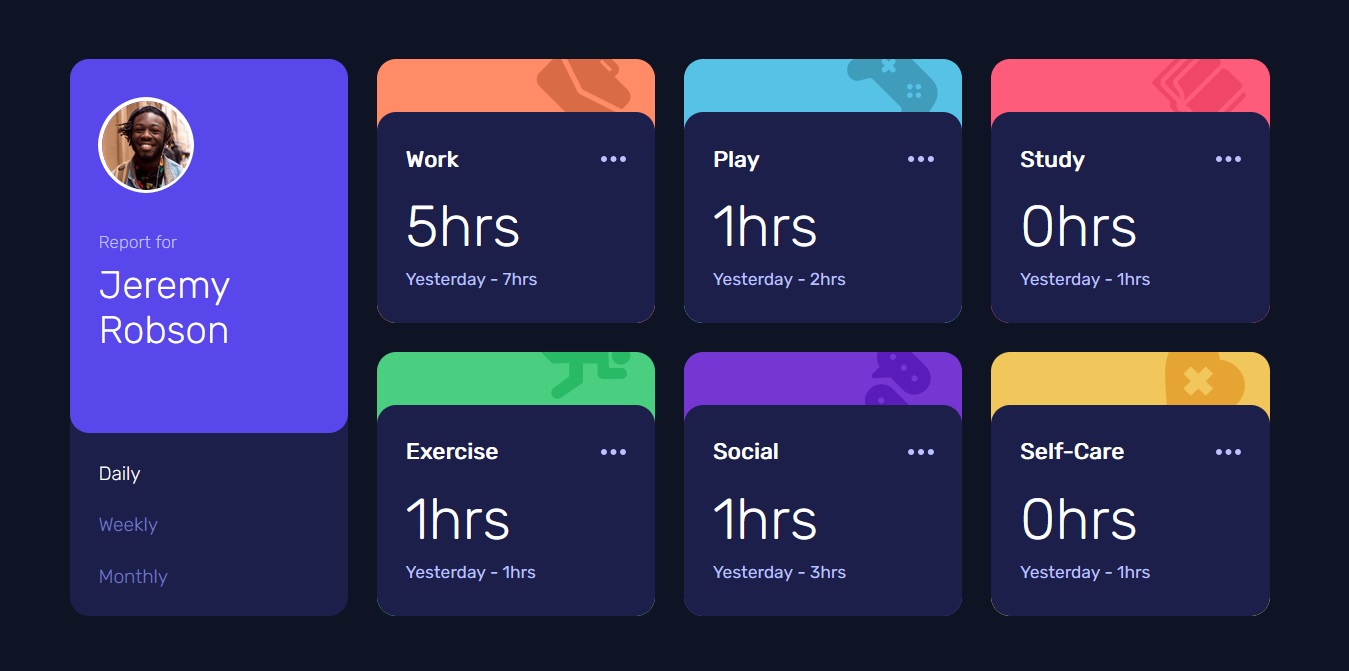 Report for
Jeremy
Robson
Daily
Weekly
Monthly
Work
5hrs
Yesterday - 7hrs
Play
1hrs
Yesterday - 2hrs
Study
0hrs
Yesterday - 1hrs
Exercise
1hrs
Yesterday - 1hrs
Social
1hrs
Yesterday - 3hrs
Self-Care
0hrs
Yesterday - 1hrs